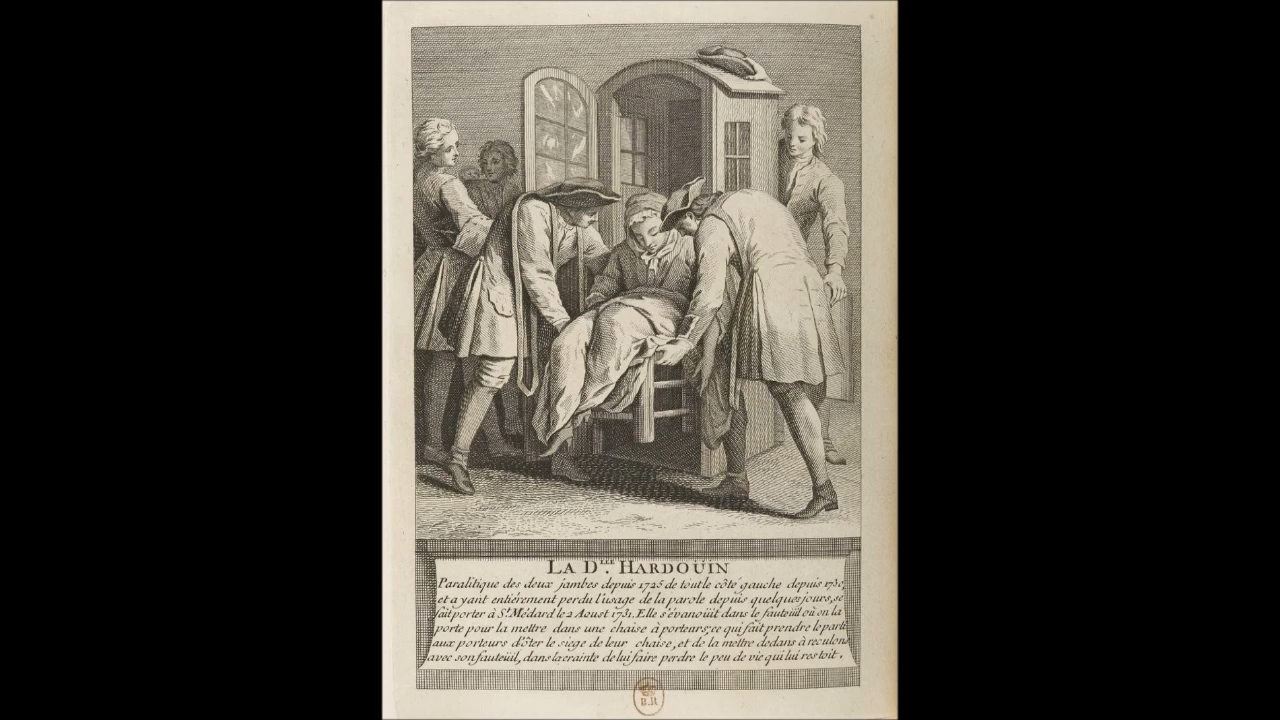 LA D.lle HARDOÜIN
Paralitique des deux jambes depuis 1725 de tout le côté gauche depuis 1730,
et ayant entiérement perdu l'usage de la parole depuis quelques jours, se
fait porter à St. Médard le 2 Aoust 1731. Elle s'évanoüit dans le fauteüil où on la
porte pour la mettre dans une chaise à porteurs; ce qui fait prendre le parti
aux porteurs d'ôter le siege de leur chaise, et de la mettre dedans à reculons
avec son fauteüil, dans la crainte de lui faire perdre le peu de vie qui lui restoit.
B.R